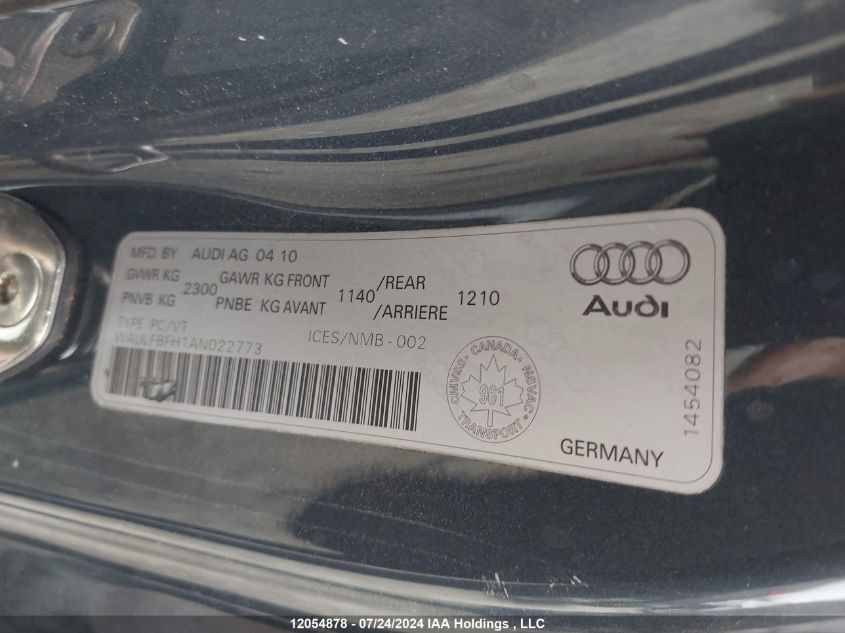 MFD. BY AUDI AG 04 10
GVWR KG 2300 GAWR KG FRONT 1140 /REAR 1210
PNVB KG PNBE KG AVANT /ARRIERE
TYPE PC/VT
WAULFBFH1AN022773 ICES/NMB-002
Audi
CMVSS - CANADA - NSVAC -
961
TRANSPORT
1454082
GERMANY
12054878 - 07/24/2024 IAA Holdings , LLC